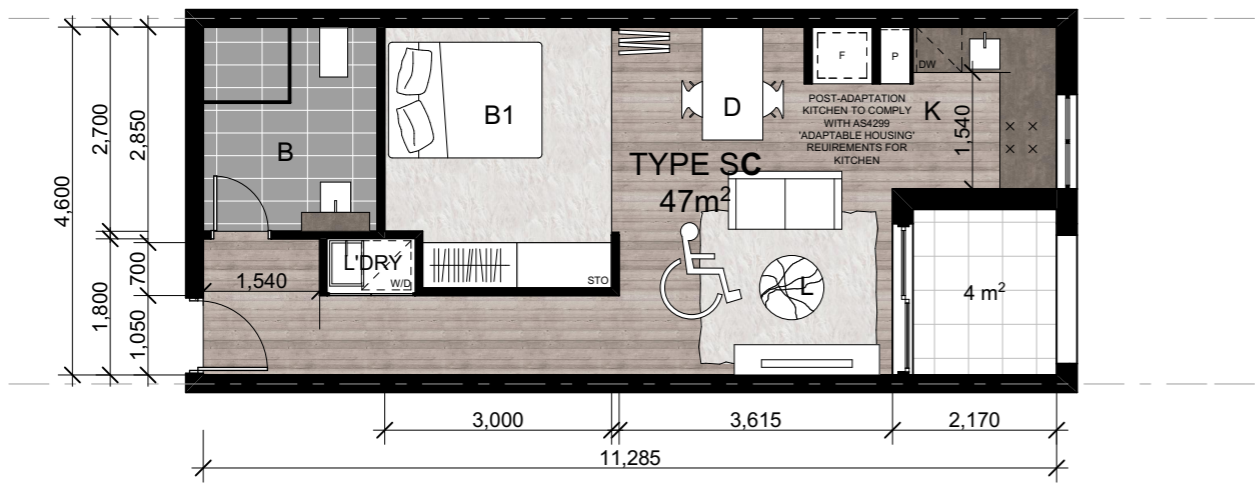 F
P
DW
B
B1
D
K
POST-ADAPTATION
KITCHEN TO COMPLY
WITH AS4299
'ADAPTABLE HOUSING'
REUIREMENTS FOR
KITCHEN
1,540
TYPE SC
47m²
4,600
2,700
2,850
1,800
700
1,050
1,540
L'DRY
W/D
STO
L
4 m²
3,000
3,615
2,170
11,285